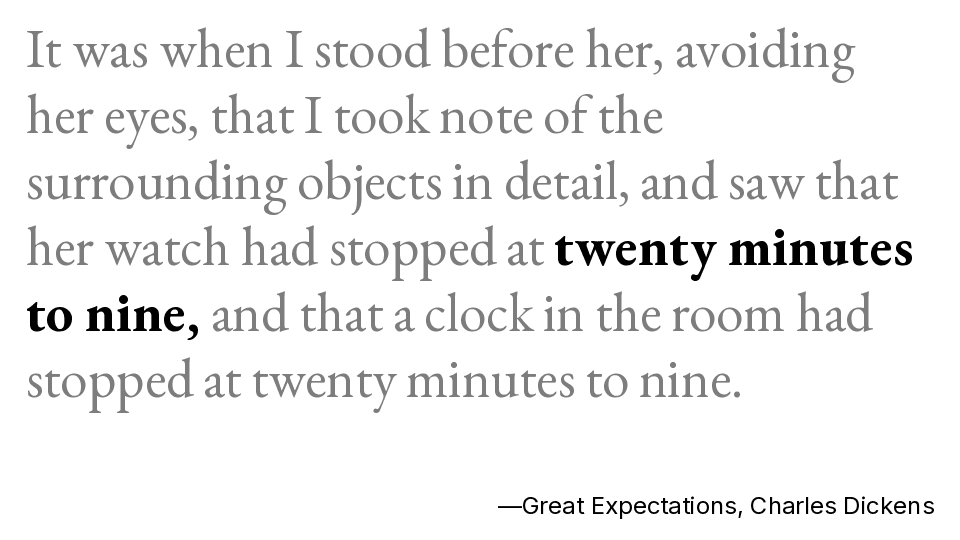 It was when I stood before her, avoiding
her eyes, that I took note of the
surrounding objects in detail, and saw that
her watch had stopped at twenty minutes
to nine, and that a clock in the room had
stopped at twenty minutes to nine.
—Great Expectations, Charles Dickens